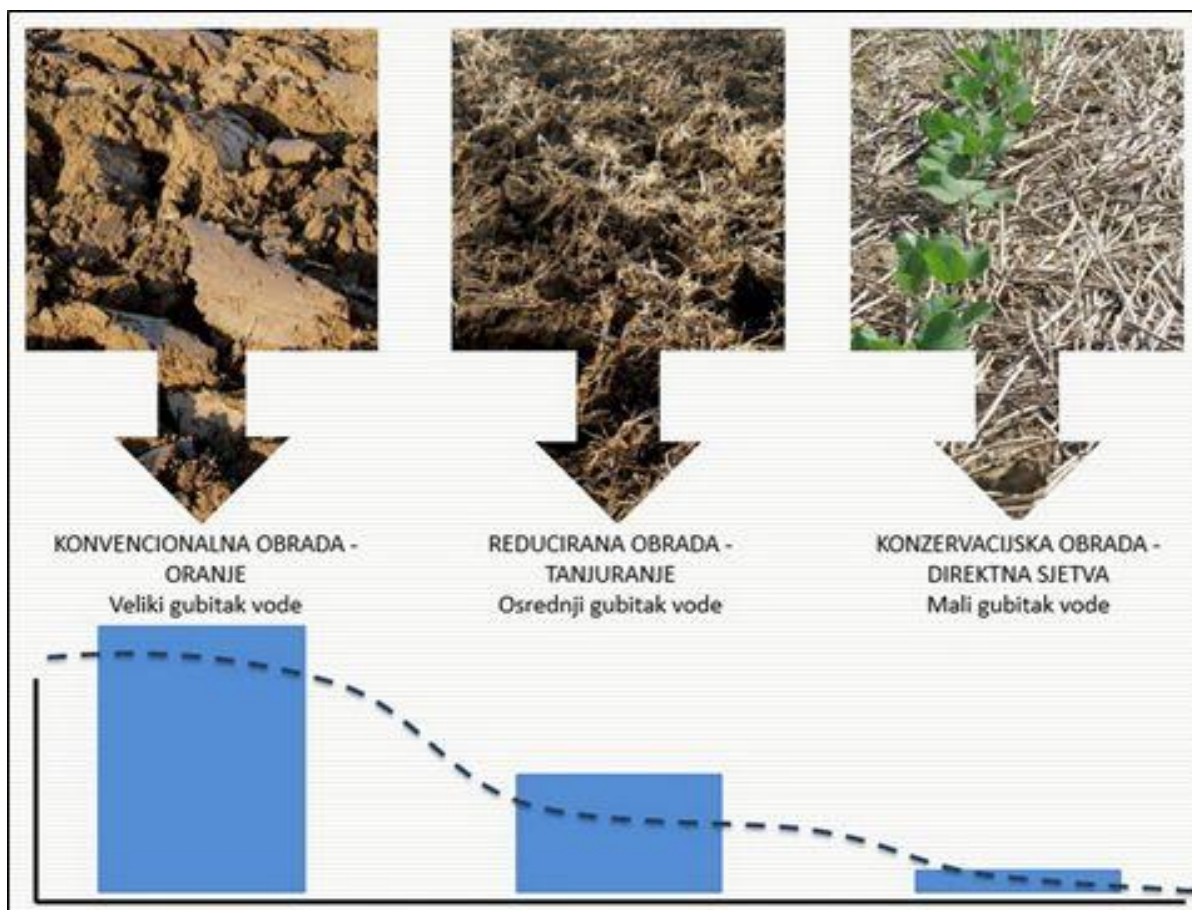 KONVENCIONALNA OBRADA -
ORANJE
Veliki gubitak vode
REDUCIRANA OBRADA -
TANJURANJE
Osrednji gubitak vode
KONZERVACIJSKA OBRADA -
DIREKTNA SJETVA
Mali gubitak vode